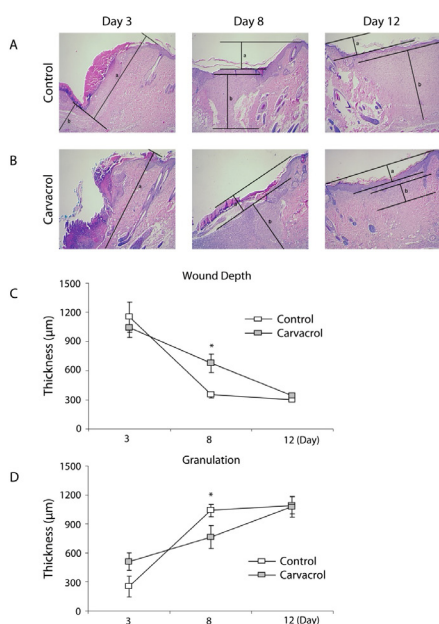 Day 3 Day 8 Day 12
A
Control
a
b
a
b
a
b
B
Carvacrol
a
a
b
a
b
C
Wound Depth
Thickness (μm)
1500
1200
900
600
300
0
*
Control
Carvacrol
3 8 12 (Day)
D
Granulation
Thickness (μm)
1500
1200
900
600
300
0
*
Control
Carvacrol
3 8 12 (Day)